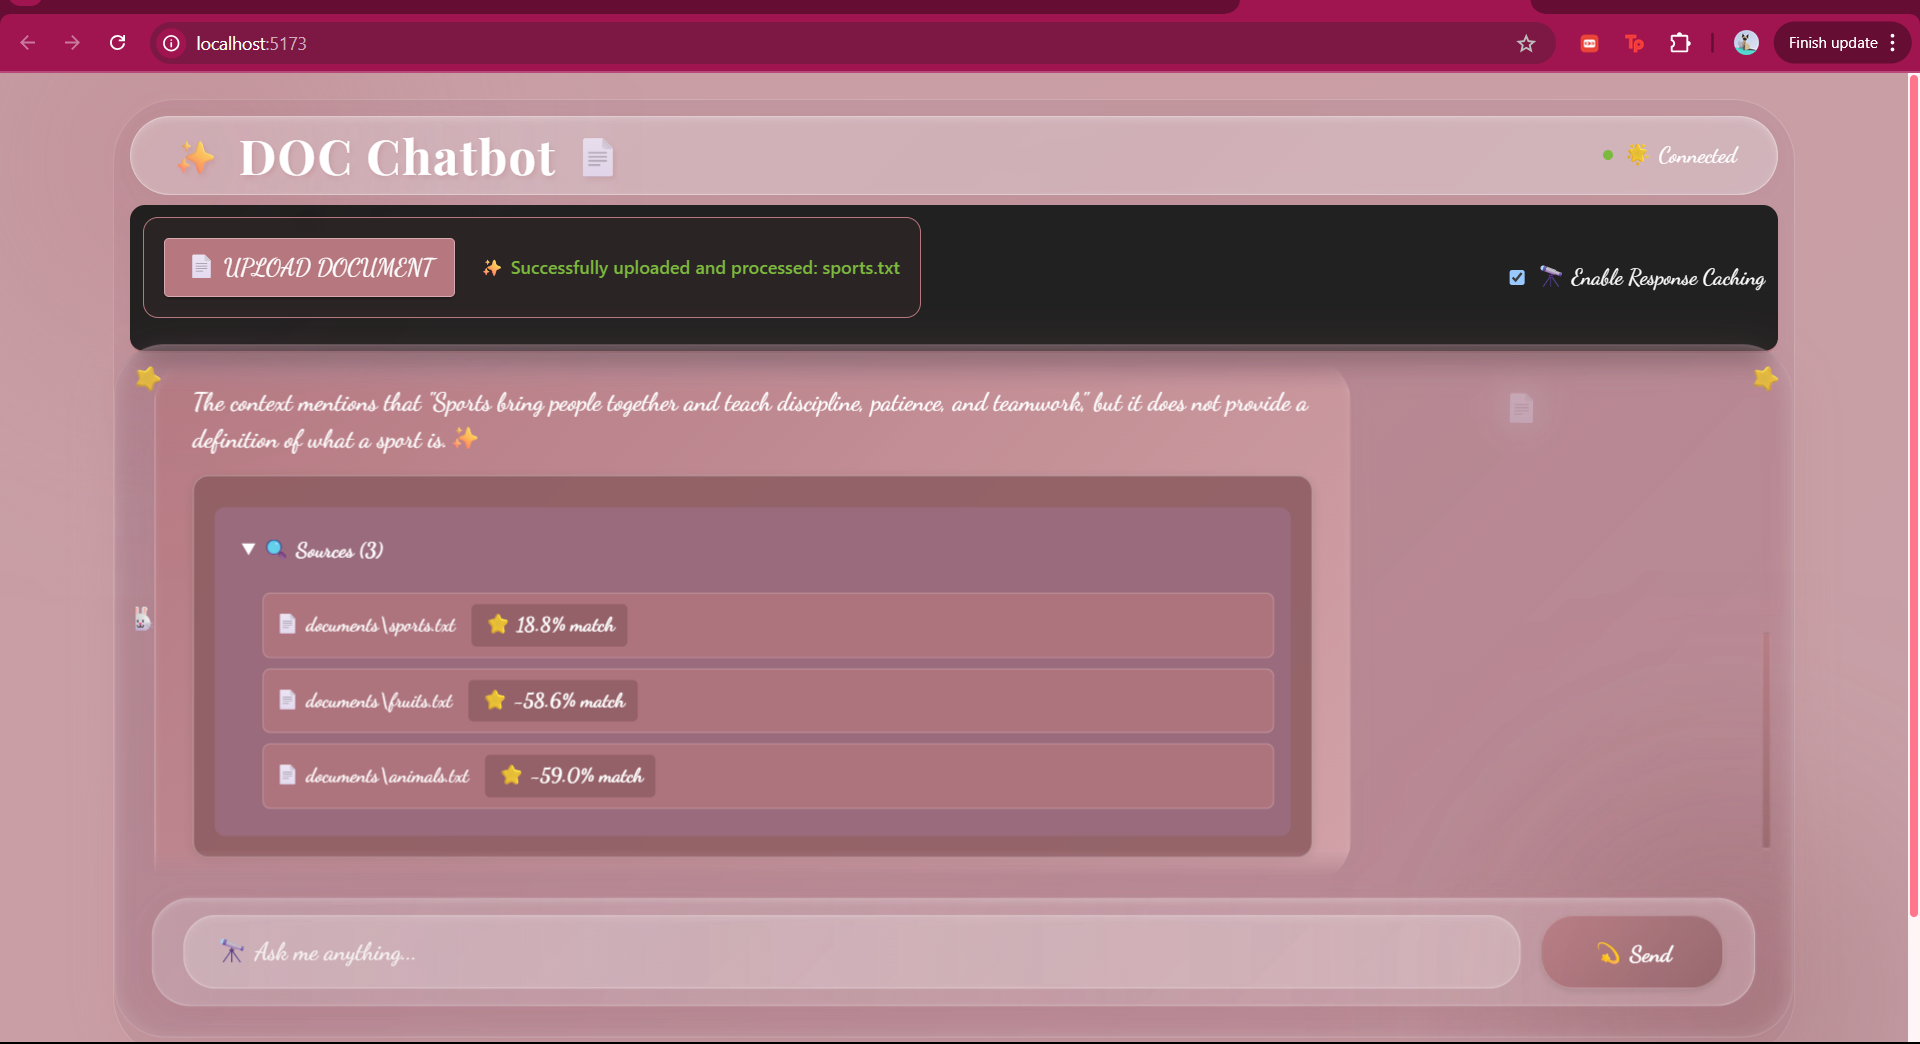 localhost:5173
Finish update
✨ DOC Chatbot 📄
🌟 Connected
📄 UPLOAD DOCUMENT
✨ Successfully uploaded and processed: sports.txt
🔭 Enable Response Caching
The context mentions that "Sports bring people together and teach discipline, patience, and teamwork," but it does not provide a
definition of what a sport is. ✨
▼ 🔍 Sources (3)
📄 documents\sports.txt ⭐ 18.8% match
📄 documents\fruits.txt ⭐ -58.6% match
📄 documents\animals.txt ⭐ -59.0% match
🔭 Ask me anything...
💫 Send